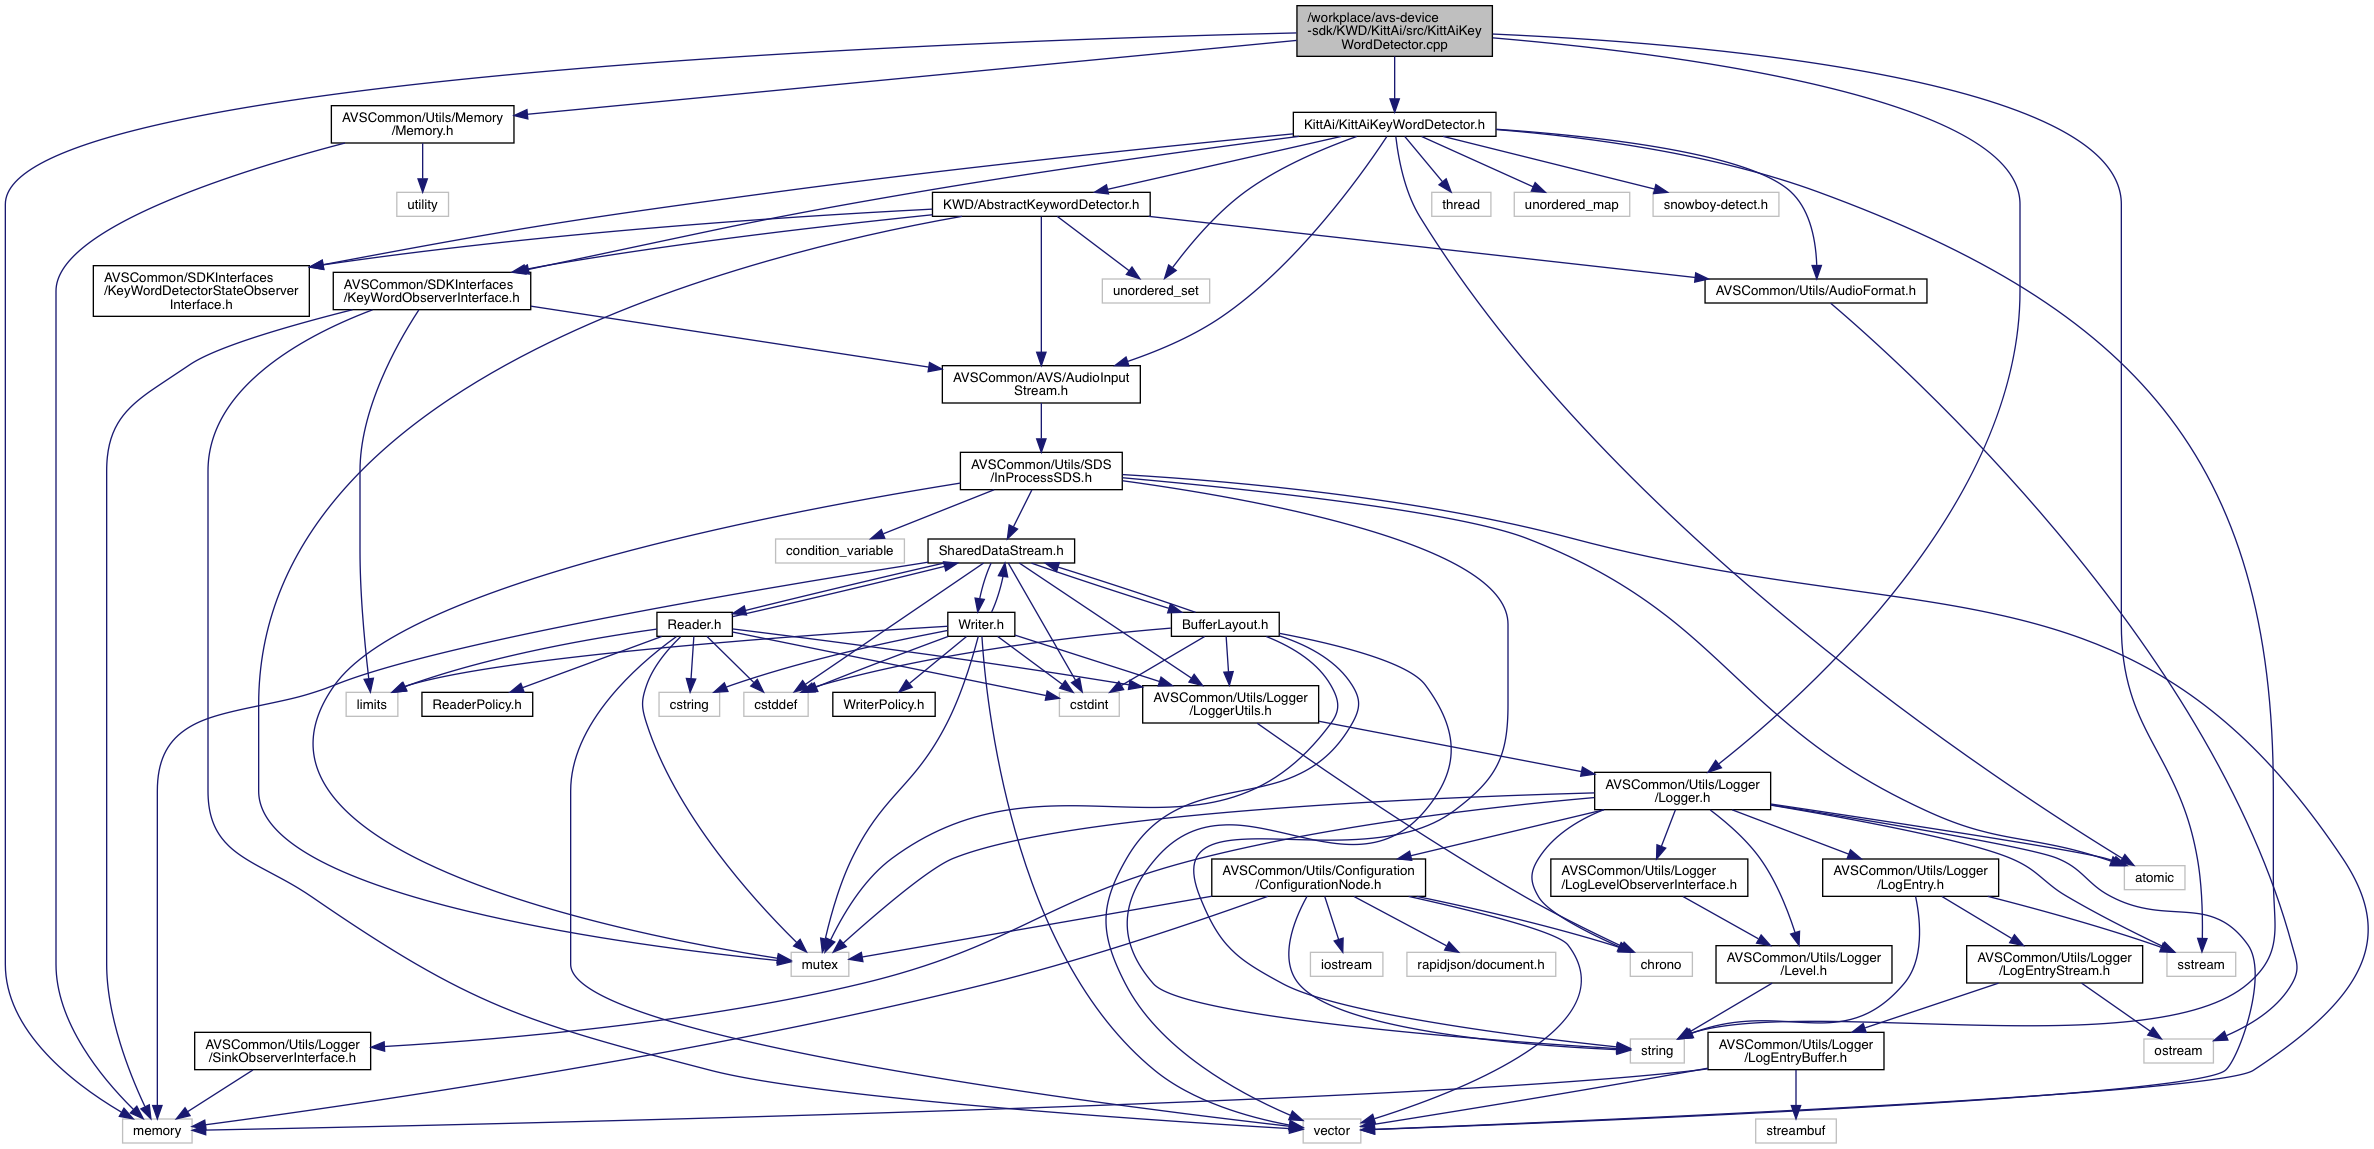 /workplace/avs-device
-sdk/KWD/KittAi/src/KittAiKey
WordDetector.cpp
AVSCommon/Utils/Memory
/Memory.h
KittAi/KittAiKeyWordDetector.h
utility
KWD/AbstractKeywordDetector.h
thread
unordered_map
snowboy-detect.h
AVSCommon/SDKInterfaces
/KeyWordDetectorStateObserver
Interface.h
AVSCommon/SDKInterfaces
/KeyWordObserverInterface.h
unordered_set
AVSCommon/Utils/AudioFormat.h
AVSCommon/AVS/AudioInput
Stream.h
AVSCommon/Utils/SDS
/InProcessSDS.h
condition_variable
SharedDataStream.h
Reader.h
Writer.h
BufferLayout.h
limits
ReaderPolicy.h
cstring
cstddef
WriterPolicy.h
cstdint
AVSCommon/Utils/Logger
/LoggerUtils.h
AVSCommon/Utils/Logger
/Logger.h
AVSCommon/Utils/Configuration
/ConfigurationNode.h
AVSCommon/Utils/Logger
/LogLevelObserverInterface.h
AVSCommon/Utils/Logger
/LogEntry.h
atomic
mutex
iostream
rapidjson/document.h
chrono
AVSCommon/Utils/Logger
/Level.h
AVSCommon/Utils/Logger
/LogEntryStream.h
sstream
AVSCommon/Utils/Logger
/SinkObserverInterface.h
string
AVSCommon/Utils/Logger
/LogEntryBuffer.h
ostream
memory
vector
streambuf